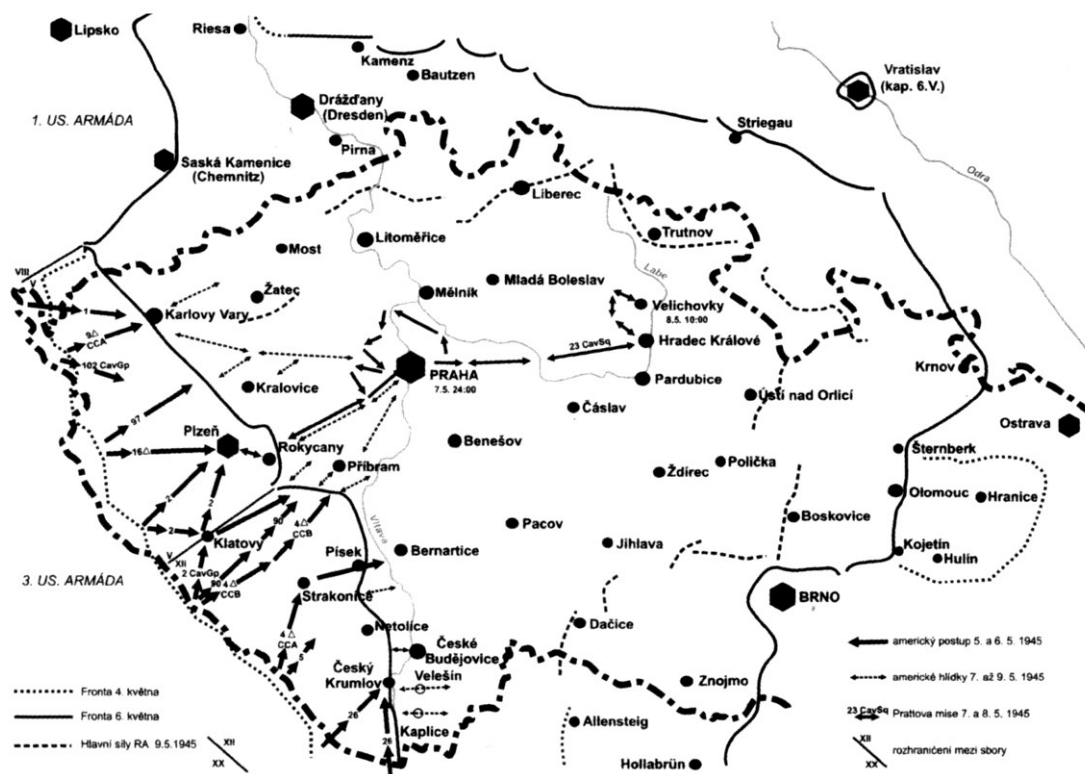 Lipsko
Riesa
Kamenz
Bautzen
Vratislav
(kap. 6.V.)
Drážďany
(Dresden)
1. US. ARMÁDA
Striegau
Pirna
Saská Kamenice
(Chemnitz)
Odra
Liberec
Trutnov
Litoměřice
Most
Labe
VIII
V
Mladá Boleslav
Mělník
Žatec
Velichovky
8.5. 10:00
1
Karlovy Vary
9
CCA
23 CavSq
Hradec Králové
102 CavGp
PRAHA
7.5. 24:00
Krnov
Kralovice
Pardubice
Ústí nad Orlicí
97
Čáslav
Ostrava
Plzeň
Benešov
16
Rokycany
Šternberk
Příbram
Polička
Ždírec
2
2
Olomouc
Hranice
90
4
CCB
Boskovice
2
Pacov
Vltava
Klatovy
Jihlava
Kojetín
Písek
Bernartice
Hulín
V
XII
3. US. ARMÁDA
2 CavGp
90
4
CCB
Strakonice
BRNO
Netolice
Dačice
4
CCA
5
České
Budějovice
americký postup 5. a 6. 5. 1945
Český
Krumlov
Velešín
Znojmo
americké hlídky 7. až 9. 5. 1945
Fronta 4. května
23 CavSq
Prattova mise 7. a 8. 5. 1945
Fronta 6. května
26
Kaplice
Allensteig
26
Hlavní síly RA 9.5.1945
XII
XX
XII
XX
rozhraničení mezi sbory
Hollabrün